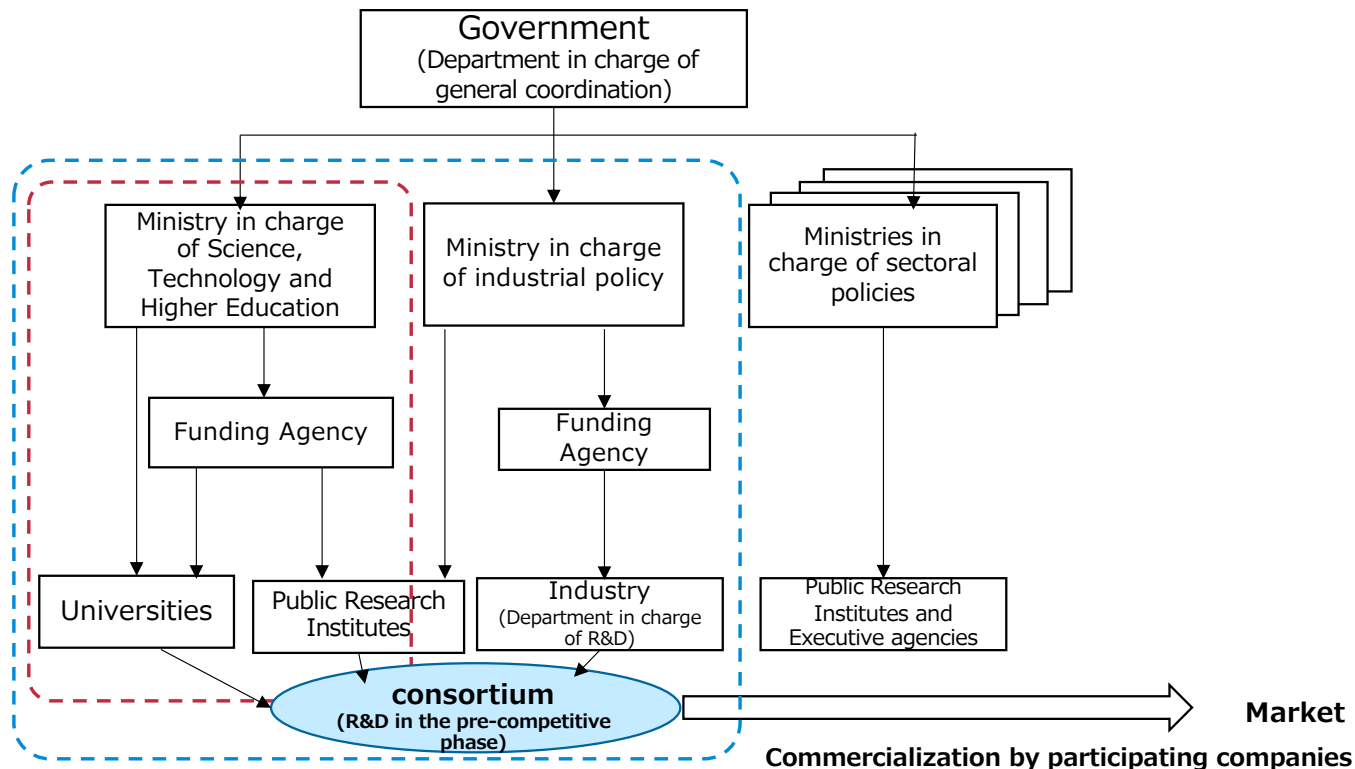 Government
(Department in charge of
general coordination)
Ministry in charge
of Science,
Technology and
Higher Education
Ministry in charge
of industrial policy
Ministries in
charge of sectoral
policies
Funding Agency
Funding
Agency
Universities
Public Research
Institutes
Industry
(Department in charge
of R&D)
Public Research
Institutes and
Executive agencies
consortium
(R&D in the pre-competitive
phase)
Market
Commercialization by participating companies